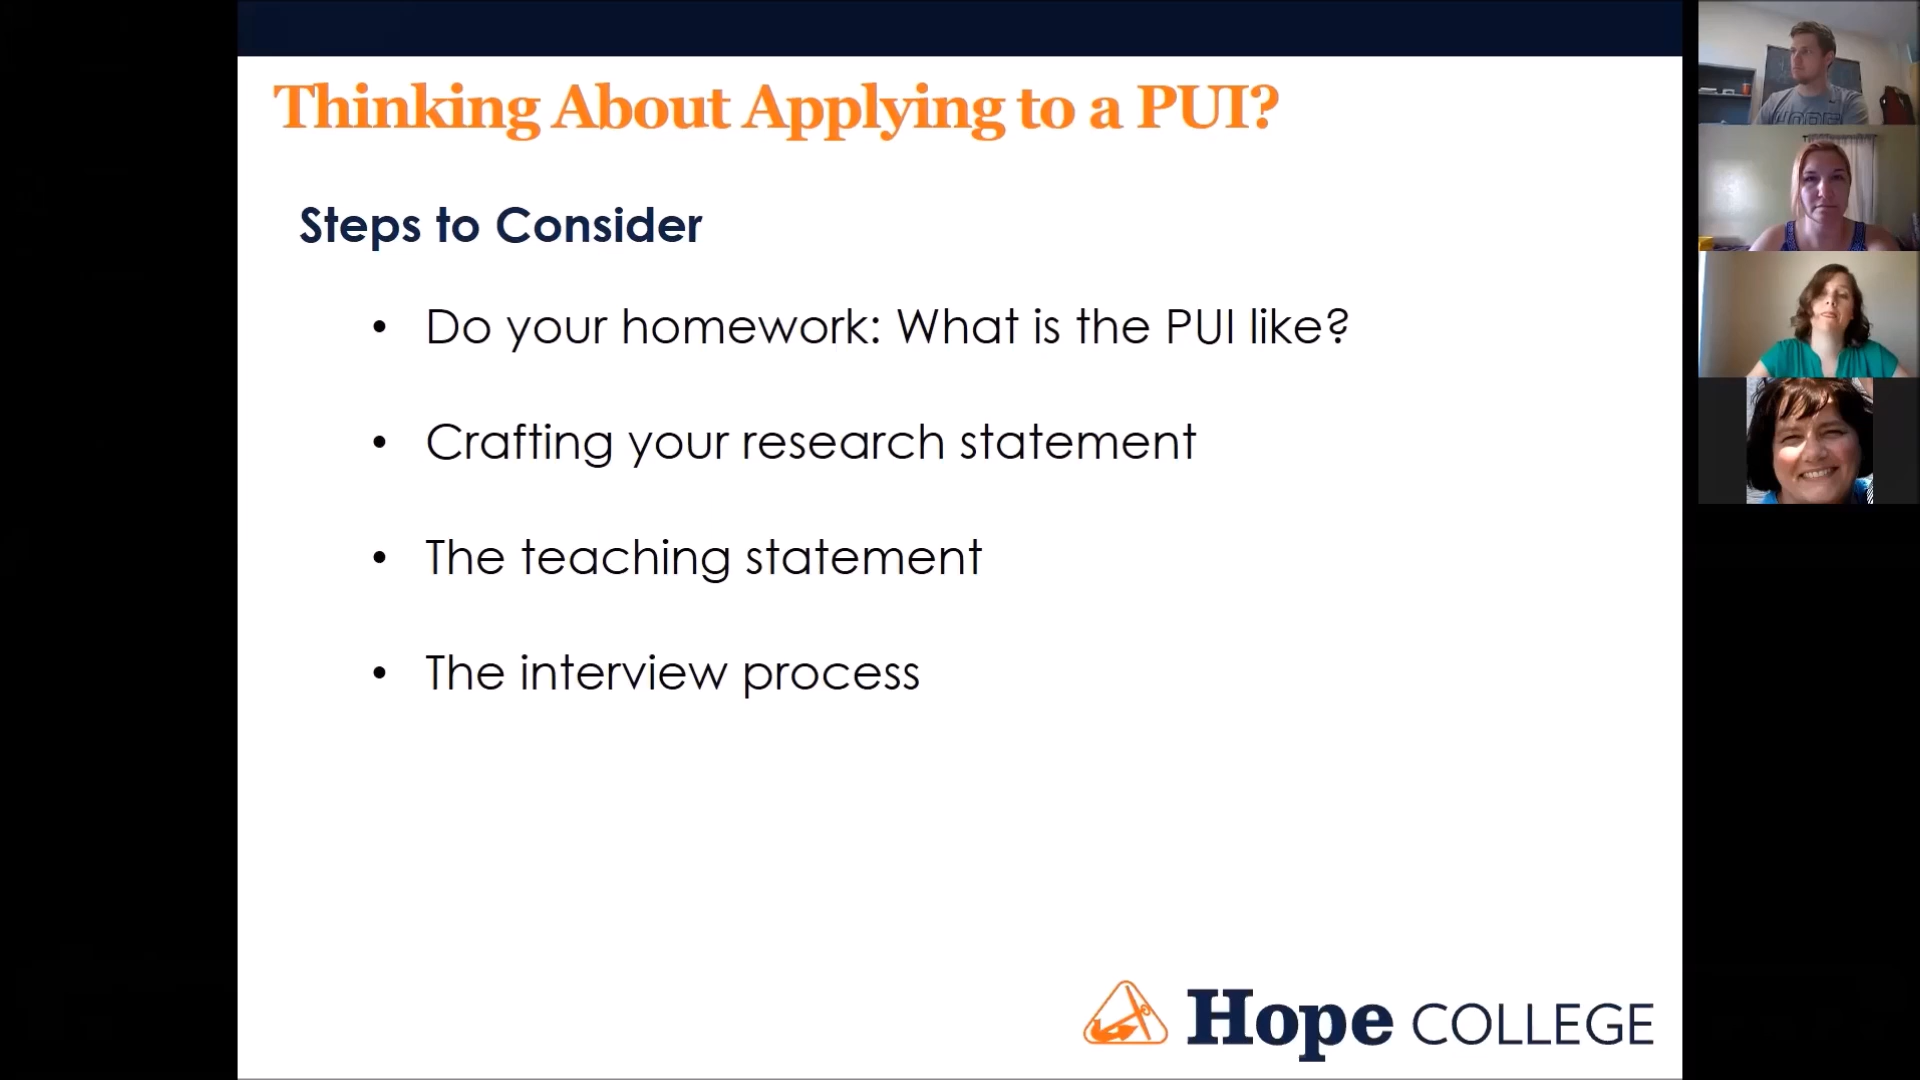 Thinking About Applying to a PUI?
Steps to Consider
• Do your homework: What is the PUI like?
• Crafting your research statement
• The teaching statement
• The interview process
Hope COLLEGE
HOPE